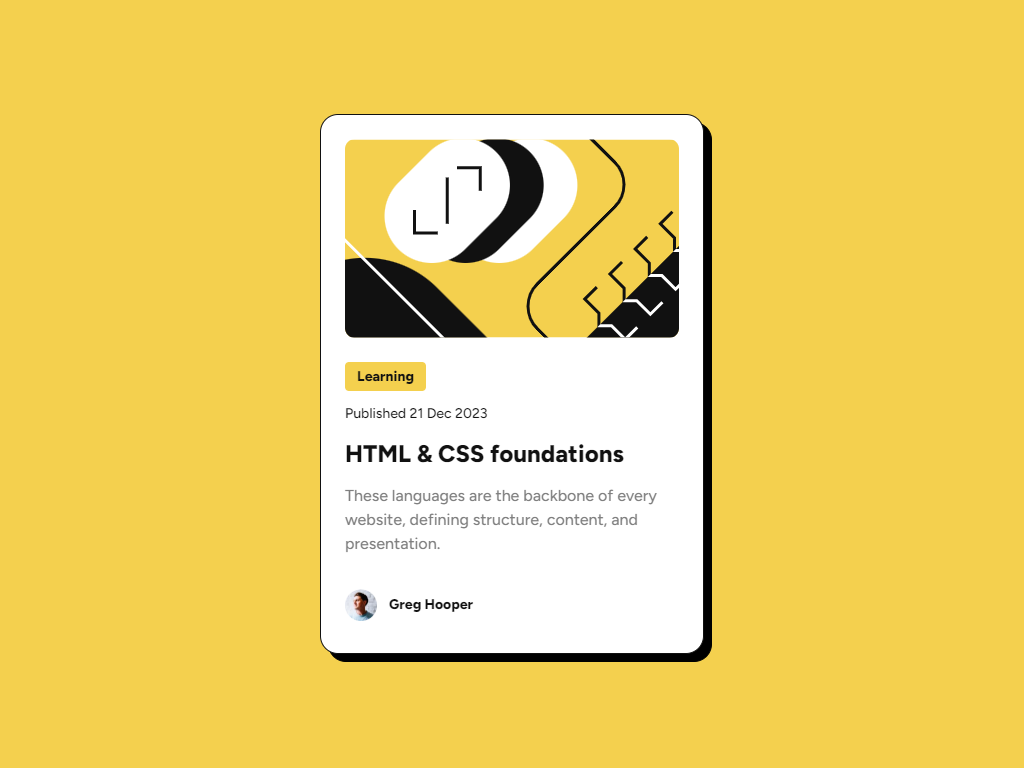 Learning
Published 21 Dec 2023
HTML & CSS foundations
These languages are the backbone of every
website, defining structure, content, and
presentation.
Greg Hooper